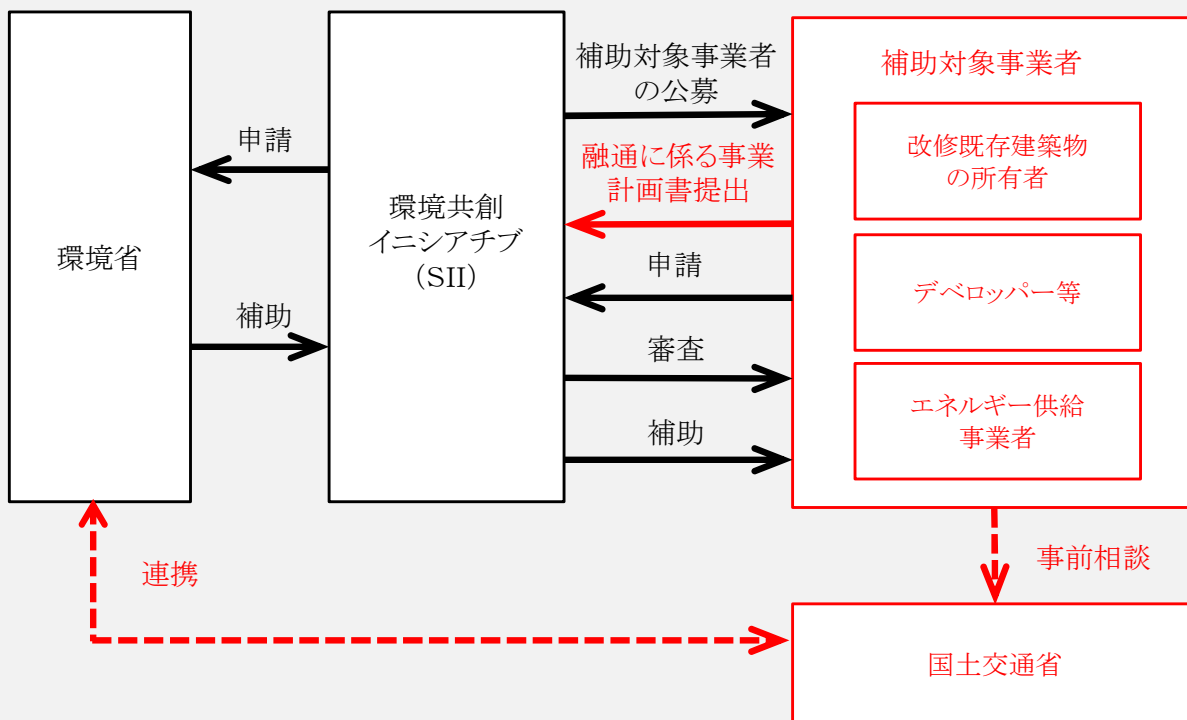 環境省
申請
補助
環境共創
イニシアチブ
（SII）
補助対象事業者
の公募
融通に係る事業
計画書提出
申請
審査
補助
補助対象事業者
改修既存建築物
の所有者
デベロッパー等
エネルギー供給
事業者
連携
事前相談
国土交通省